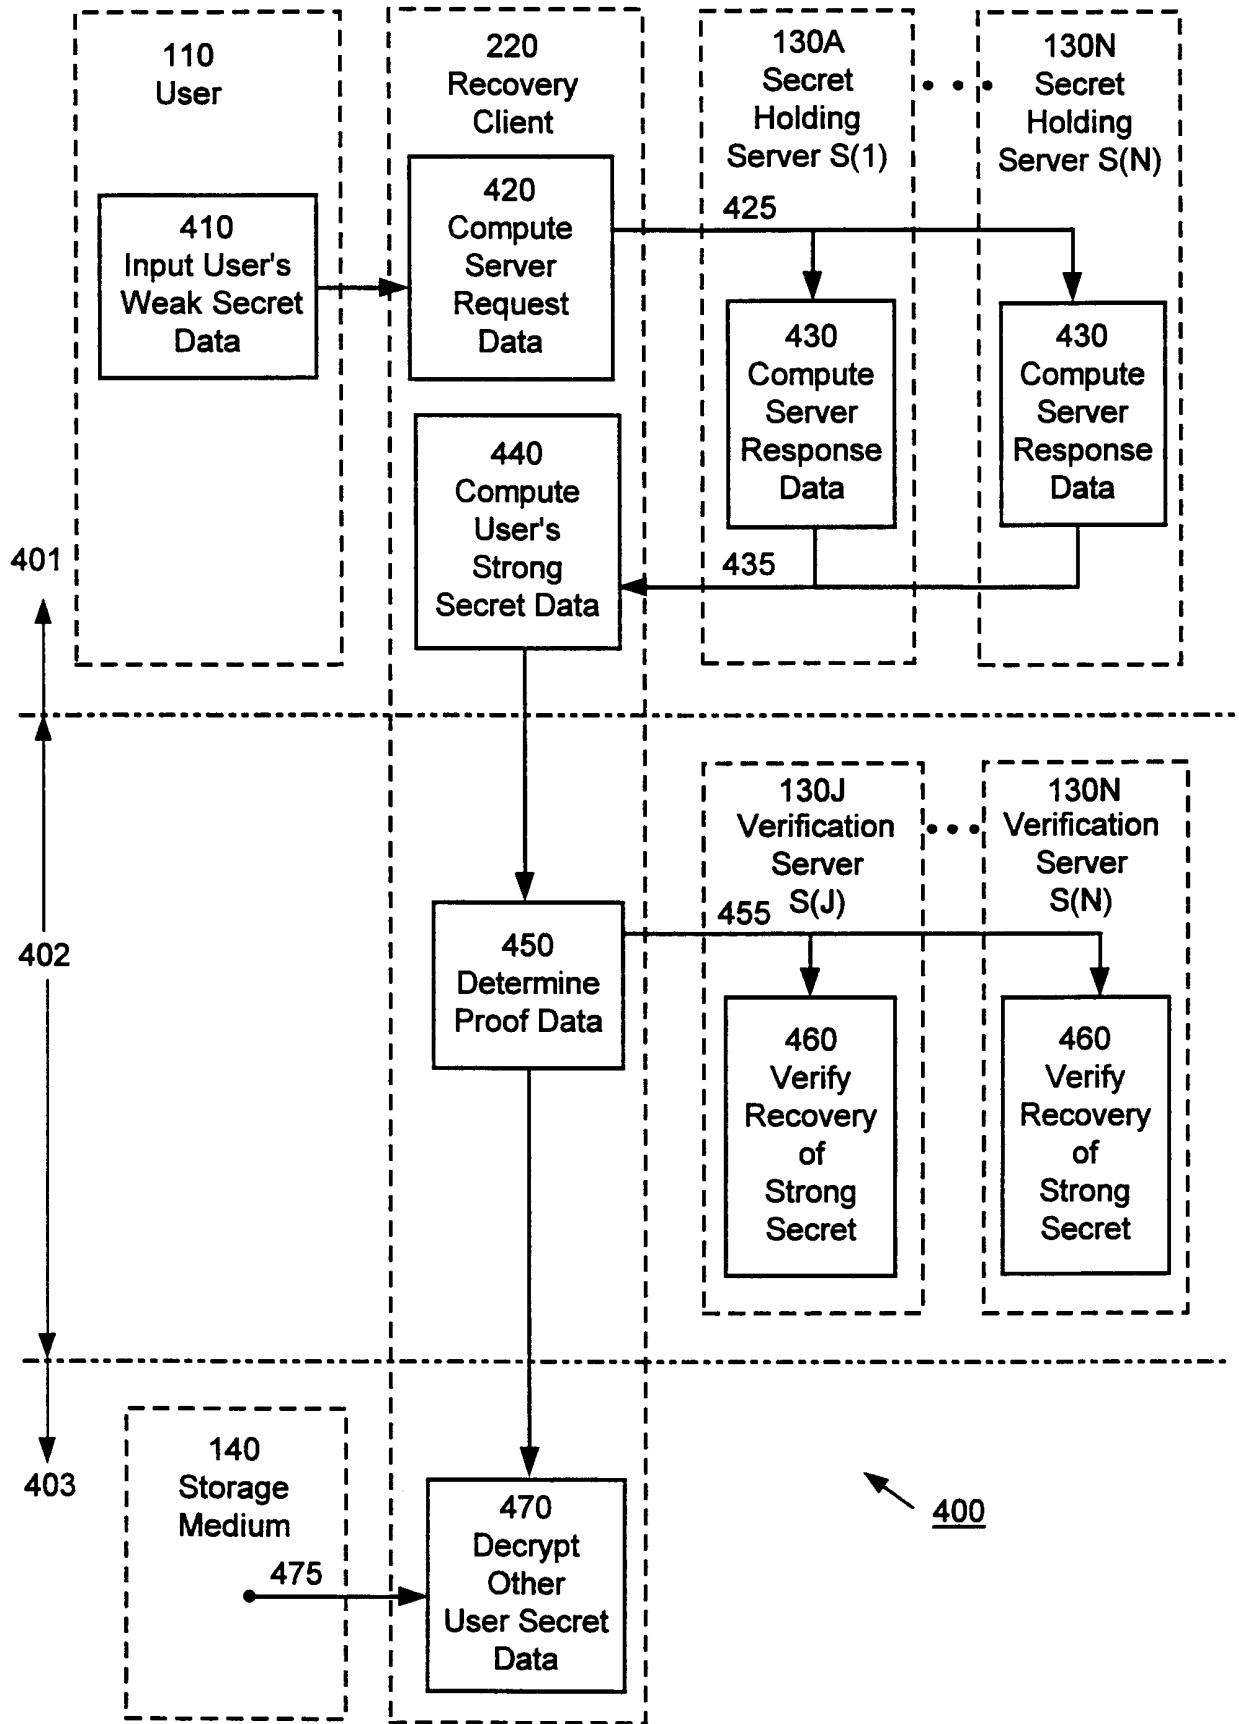 110
User
220
Recovery
Client
130A
Secret
Holding
Server S(1)
130N
Secret
Holding
Server S(N)
410
Input User's
Weak Secret
Data
420
Compute
Server
Request
Data
425
430
Compute
Server
Response
Data
430
Compute
Server
Response
Data
440
Compute
User's
Strong
Secret Data
435
401
402
130J
Verification
Server
S(J)
130N
Verification
Server
S(N)
450
Determine
Proof Data
455
460
Verify
Recovery
of
Strong
Secret
460
Verify
Recovery
of
Strong
Secret
403
140
Storage
Medium
475
470
Decrypt
Other
User Secret
Data
400